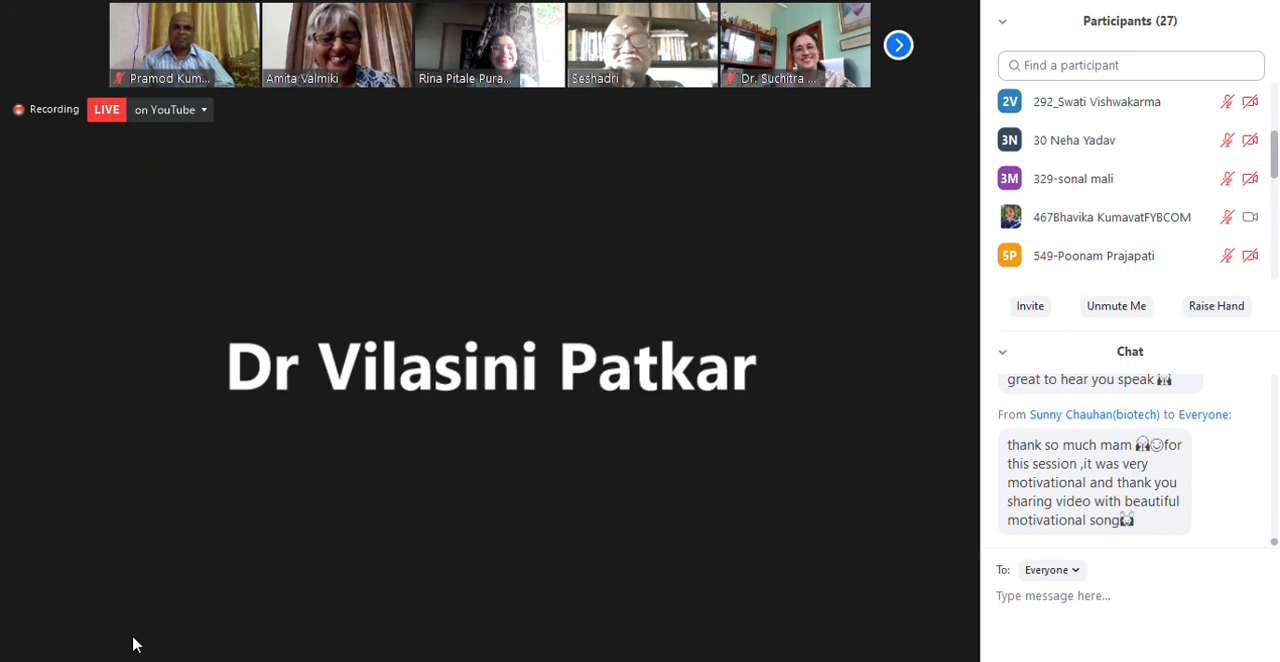 Pramod Kum...
Amita Valmiki
Rina Pitale Pura...
Seshadri
Dr. Suchitra ...
Recording
LIVE
on YouTube
Dr Vilasini Patkar
Participants (27)
Find a participant
2V 292_Swati Vishwakarma
3N 30 Neha Yadav
3M 329-sonal mali
467Bhavika KumavatFYBCOM
5P 549-Poonam Prajapati
Invite Unmute Me Raise Hand
Chat
great to hear you speak
From Sunny Chauhan(biotech) to Everyone:
thank so much mam 😊for
this session ,it was very
motivational and thank you
sharing video with beautiful
motivational song
To: Everyone
Type message here...